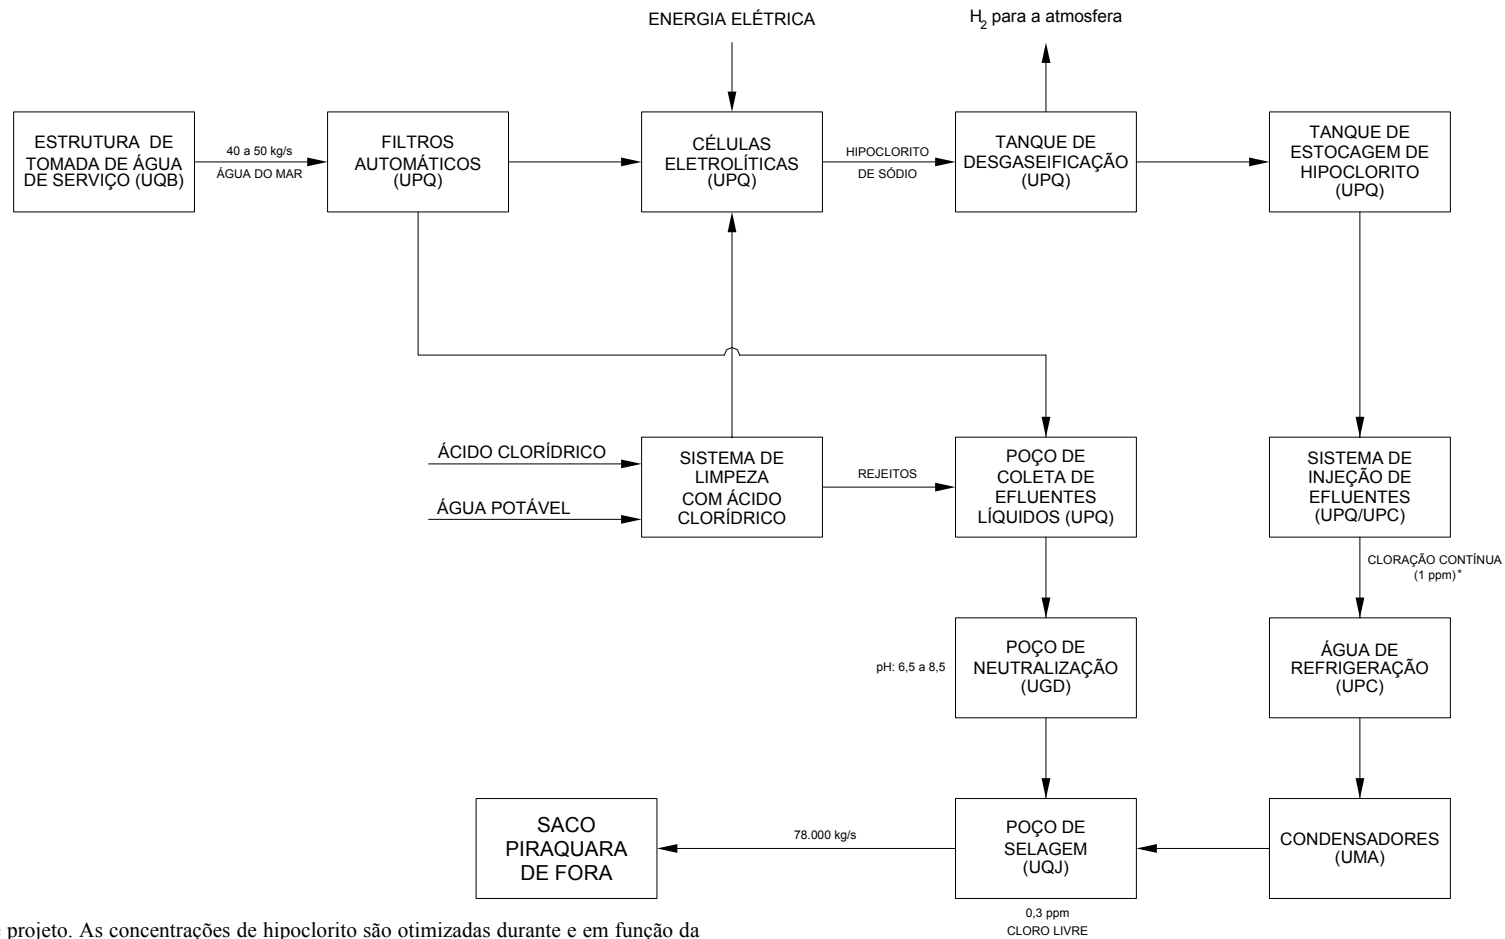 ENERGIA ELÉTRICA
H2 para a atmosfera
ESTRUTURA DE
TOMADA DE ÁGUA
DE SERVIÇO (UQB)
40 a 50 kg/s
ÁGUA DO MAR
FILTROS
AUTOMÁTICOS
(UPQ)
CÉLULAS
ELETROLÍTICAS
(UPQ)
HIPOCLORITO
DE SÓDIO
TANQUE DE
DESGASEIFICAÇÃO
(UPQ)
TANQUE DE
ESTOCAGEM DE
HIPOCLORITO
(UPQ)
ÁCIDO CLORÍDRICO
ÁGUA POTÁVEL
SISTEMA DE
LIMPEZA
COM ÁCIDO
CLORÍDRICO
REJEITOS
POÇO DE
COLETA DE
EFLUENTES
LÍQUIDOS (UPQ)
SISTEMA DE
INJEÇÃO DE
EFLUENTES
(UPQ/UPC)
CLORAÇÃO CONTÍNUA
(1 ppm)*
pH: 6,5 a 8,5
POÇO DE
NEUTRALIZAÇÃO
(UGD)
ÁGUA DE
REFRIGERAÇÃO
(UPC)
SACO
PIRAQUARA
DE FORA
78.000 kg/s
POÇO DE
SELAGEM
(UQJ)
CONDENSADORES
(UMA)
0,3 ppm
CLORO LIVRE
projeto. As concentrações de hipoclorito são otimizadas durante e em função da